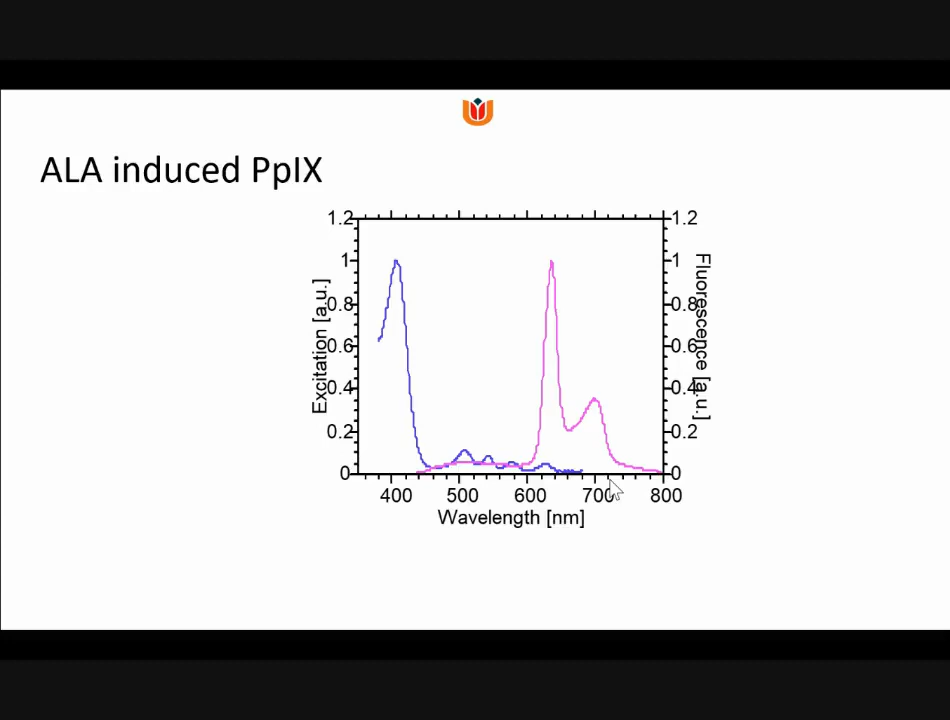 ALA induced PpIX
1.2 1.2
1 1
0.8 0.8
0.6 0.6
0.4 0.4
0.2 0.2
0 0
Excitation [a.u.]
Fluorescence [a.u.]
400 500 600 700 800
Wavelength [nm]